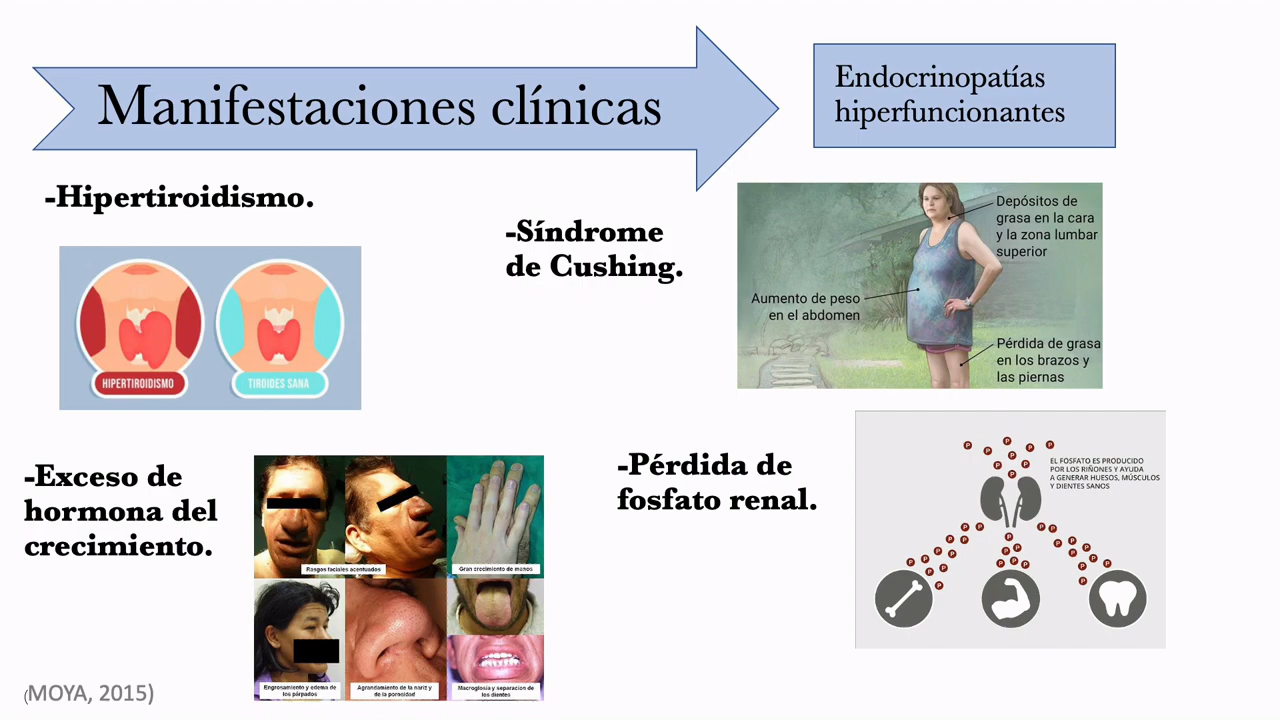 Manifestaciones clínicas
Endocrinopatías
hiperfuncionantes
-Hipertiroidismo.
HIPERTIROIDISMO
TIROIDES SANA
-Síndrome
de Cushing.
Depósitos de
grasa en la cara
y la zona lumbar
superior
Aumento de peso
en el abdomen
Pérdida de grasa
en los brazos y
las piernas
-Exceso de
hormona del
crecimiento.
Rasgos faciales acentuados
Gran crecimiento de manos
Engrosamiento y edema de
los párpados
Agrandamiento de la nariz y
de la porosidad
Macroglosia y separacion de
los dientes
-Pérdida de
fosfato renal.
EL FOSFATO ES PRODUCIDO
POR LOS RIÑONES Y AYUDA
A GENERAR HUESOS, MÚSCULOS
Y DIENTES SANOS
P P P P P P P P P
(MOYA, 2015)